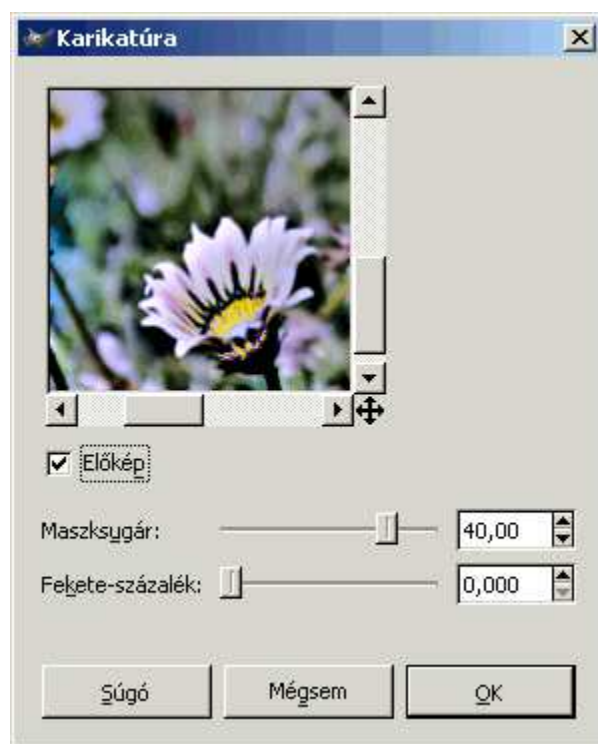 Karikatúra
Előkép
Maszksugár: 40,00
Fekete-százalék: 0,000
Súgó Mégsem OK